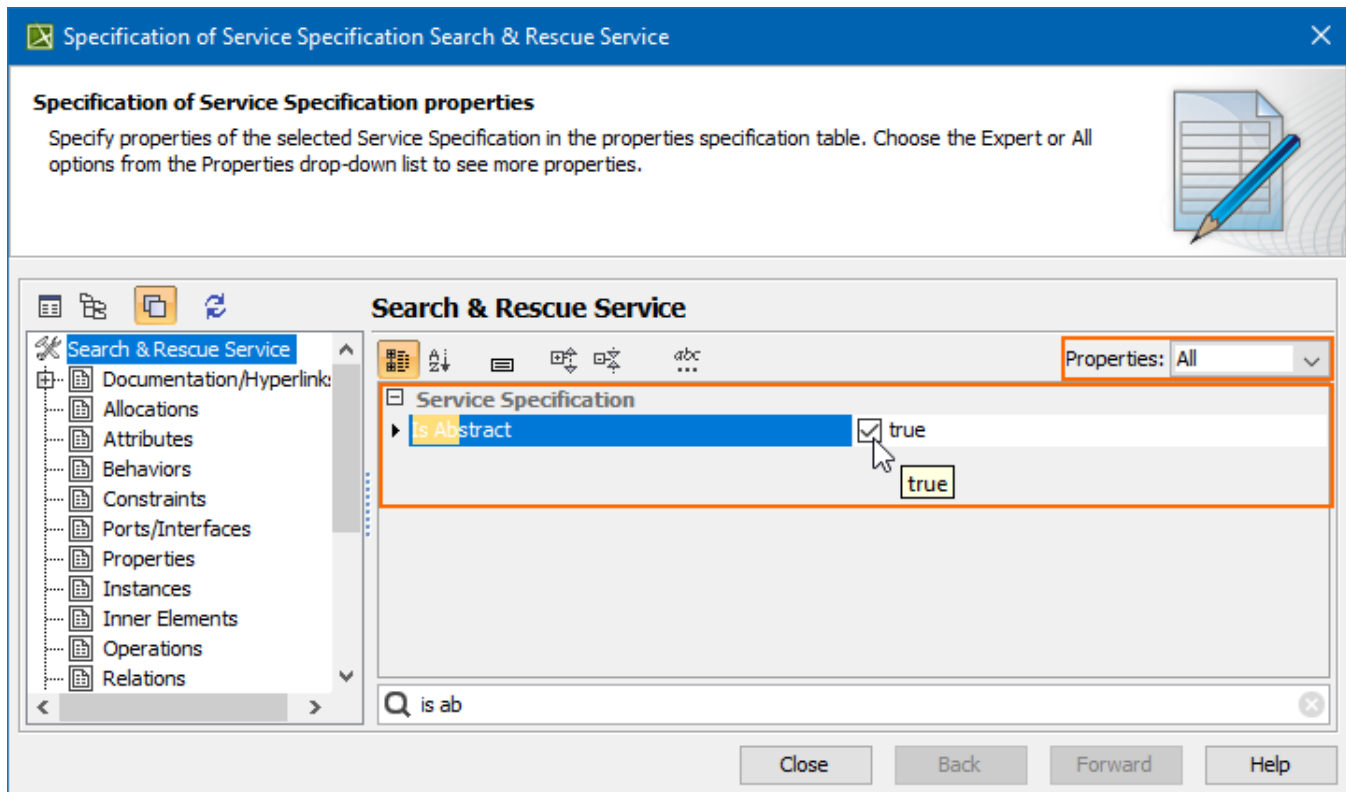 Specification of Service Specification Search & Rescue Service
Specification of Service Specification properties
Specify properties of the selected Service Specification in the properties specification table. Choose the Expert or All
options from the Properties drop-down list to see more properties.
Search & Rescue Service
Search & Rescue Service
Documentation/Hyperlinks
Allocations
Attributes
Behaviors
Constraints
Ports/Interfaces
Properties
Instances
Inner Elements
Operations
Relations
abc
Properties: All
Service Specification
Is Abstract true
true
is ab
Close Back Forward Help